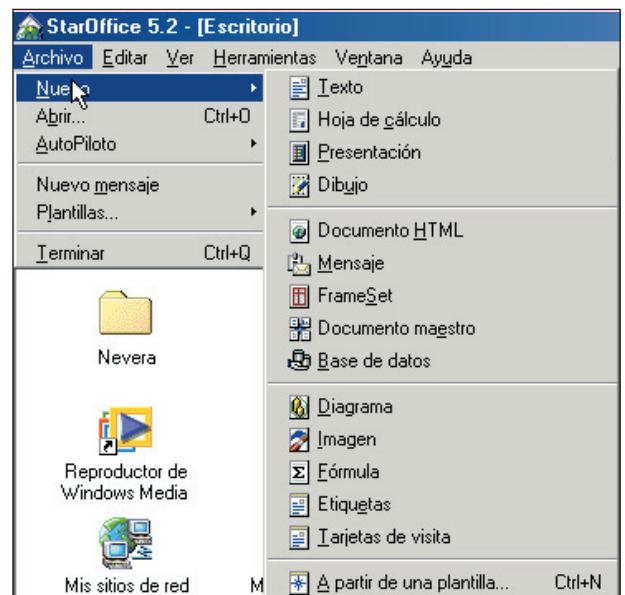 StarOffice 5.2 - [Escritorio]
Archivo Editar Ver Herramientas Ventana Ayuda
Nuevo
Abrir... Ctrl+O
AutoPiloto
Nuevo mensaje
Plantillas...
Terminar Ctrl+Q
Texto
Hoja de cálculo
Presentación
Dibujo
Documento HTML
Mensaje
FrameSet
Documento maestro
Base de datos
Diagrama
Imagen
Fórmula
Etiquetas
Tarjetas de visita
A partir de una plantilla... Ctrl+N
Nevera
Reproductor de
Windows Media
Mis sitios de red
M